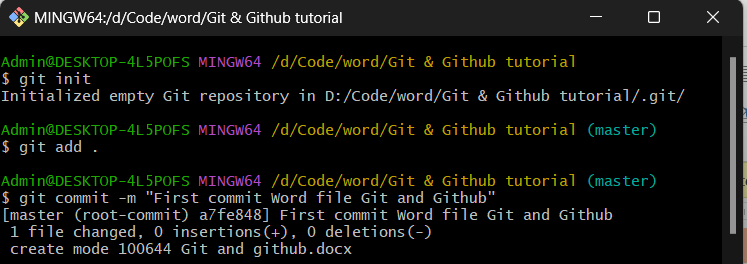 MINGW64:/d/Code/word/Git & Github tutorial
Admin@DESKTOP-4L5POFS MINGW64 /d/Code/word/Git & Github tutorial
$ git init
Initialized empty Git repository in D:/Code/word/Git & Github tutorial/.git/
Admin@DESKTOP-4L5POFS MINGW64 /d/Code/word/Git & Github tutorial (master)
$ git add .
Admin@DESKTOP-4L5POFS MINGW64 /d/Code/word/Git & Github tutorial (master)
$ git commit -m "First commit Word file Git and Github"
[master (root-commit) a7fe848] First commit Word file Git and Github
1 file changed, 0 insertions(+), 0 deletions(-)
create mode 100644 Git and github.docx